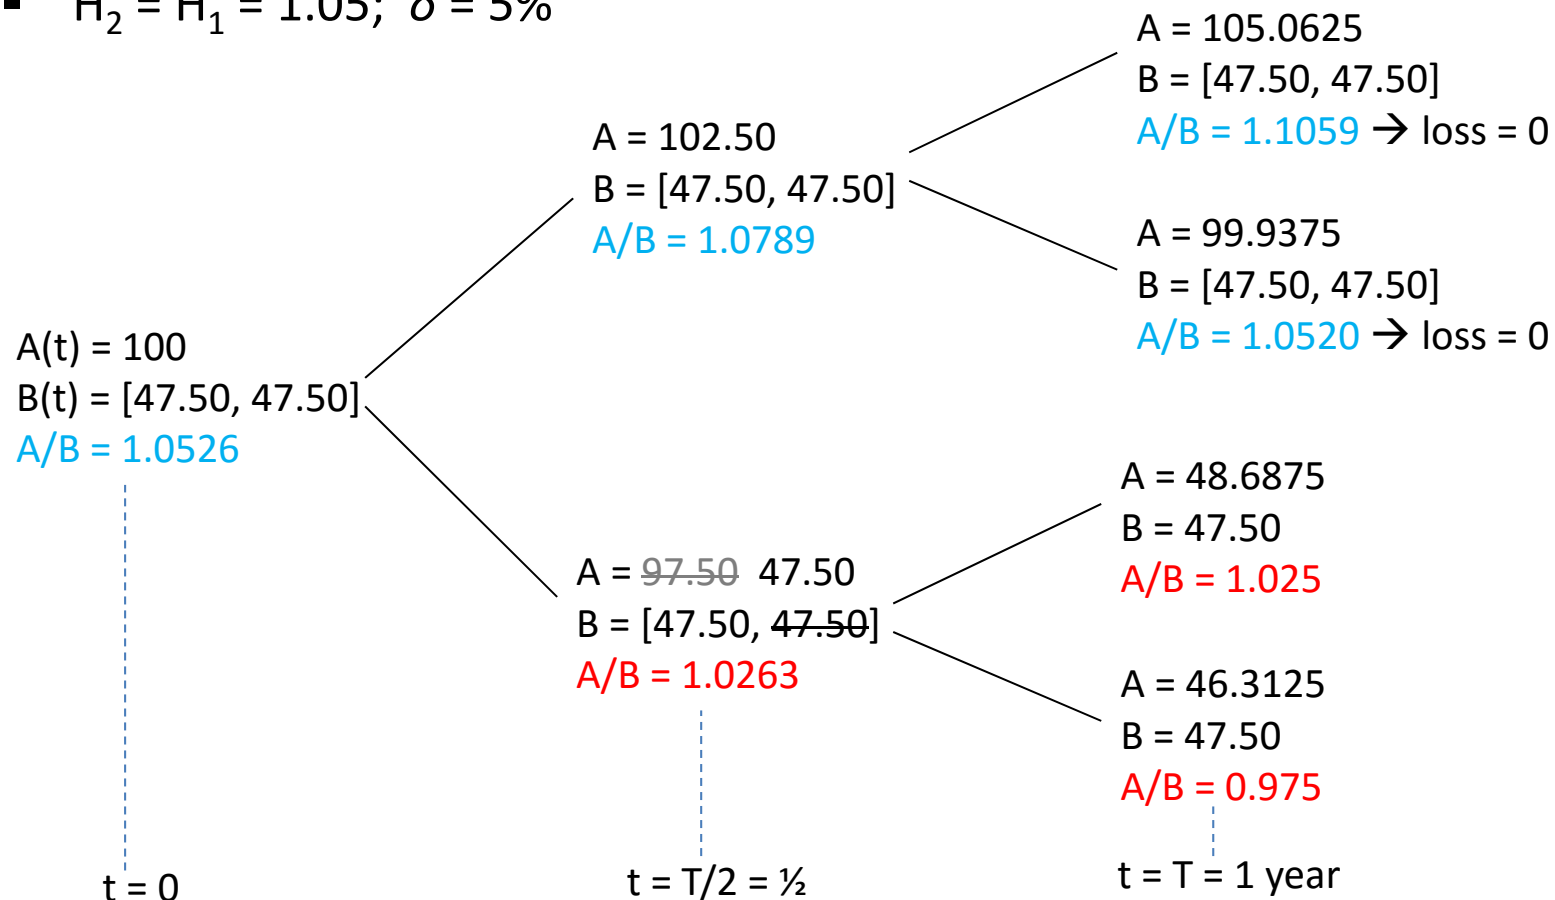 ▪ H₂ = H₁ = 1.05; σ = 5%
A = 105.0625
B = [47.50, 47.50]
A/B = 1.1059 → loss = 0
A = 102.50
B = [47.50, 47.50]
A/B = 1.0789
A = 99.9375
B = [47.50, 47.50]
A/B = 1.0520 → loss = 0
A(t) = 100
B(t) = [47.50, 47.50]
A/B = 1.0526
A = 48.6875
B = 47.50
A/B = 1.025
A = 97.50 47.50
B = [47.50, 47.50]
A/B = 1.0263
A = 46.3125
B = 47.50
A/B = 0.975
t = 0
t = T/2 = ½
t = T = 1 year